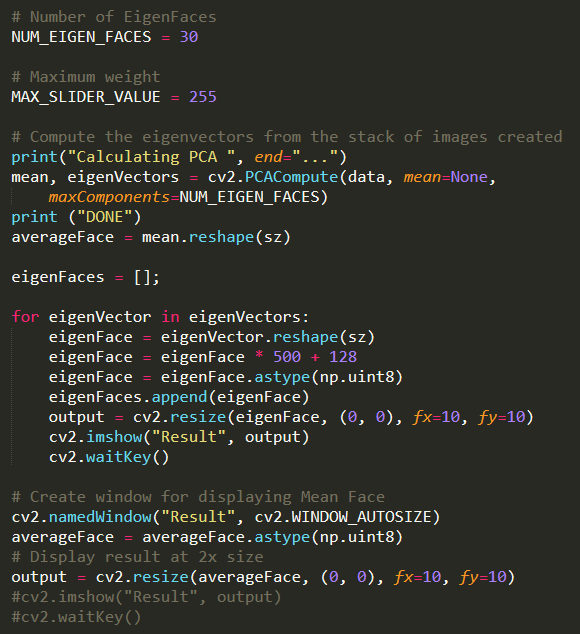 # Number of EigenFaces
NUM_EIGEN_FACES = 30
# Maximum weight
MAX_SLIDER_VALUE = 255
# Compute the eigenvectors from the stack of images created
print("Calculating PCA ", end="...")
mean, eigenVectors = cv2.PCACompute(data, mean=None,
maxComponents=NUM_EIGEN_FACES)
print ("DONE")
averageFace = mean.reshape(sz)
eigenFaces = [];
for eigenVector in eigenVectors:
eigenFace = eigenVector.reshape(sz)
eigenFace = eigenFace * 500 + 128
eigenFace = eigenFace.astype(np.uint8)
eigenFaces.append(eigenFace)
output = cv2.resize(eigenFace, (0, 0), fx=10, fy=10)
cv2.imshow("Result", output)
cv2.waitKey()
# Create window for displaying Mean Face
cv2.namedWindow("Result", cv2.WINDOW_AUTOSIZE)
averageFace = averageFace.astype(np.uint8)
# Display result at 2x size
output = cv2.resize(averageFace, (0, 0), fx=10, fy=10)
#cv2.imshow("Result", output)
#cv2.waitKey()